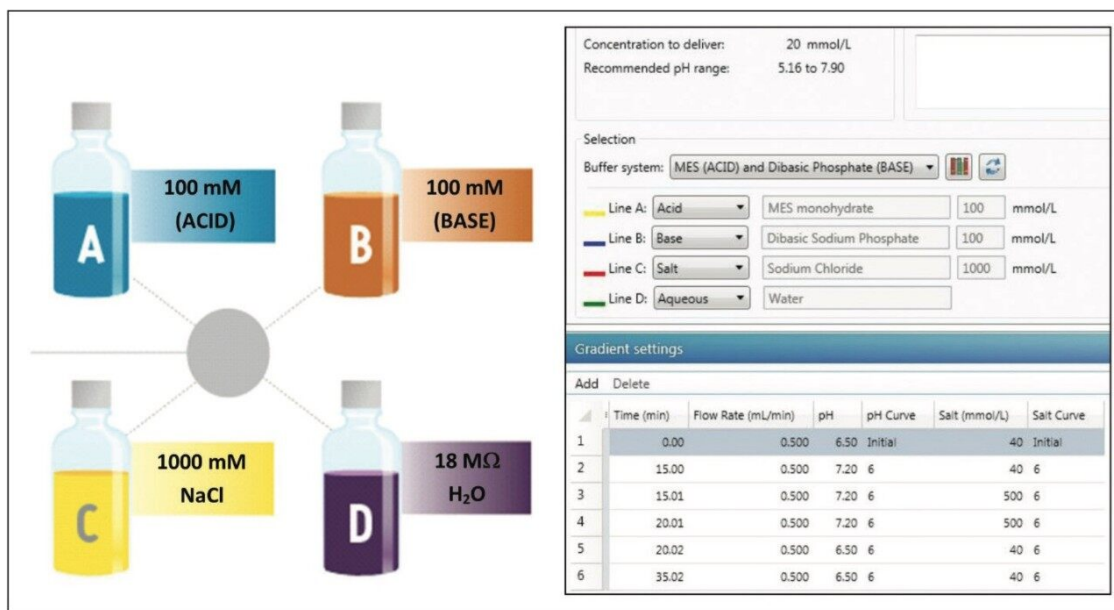 100 mM
(ACID)
A
100 mM
(BASE)
B
1000 mM
NaCl
C
18 MΩ
H₂O
D
Concentration to deliver: 20 mmol/L
Recommended pH range: 5.16 to 7.90
Selection
Buffer system: MES (ACID) and Dibasic Phosphate (BASE)
Line A: Acid MES monohydrate 100 mmol/L
Line B: Base Dibasic Sodium Phosphate 100 mmol/L
Line C: Salt Sodium Chloride 1000 mmol/L
Line D: Aqueous Water
Gradient settings
Add Delete
Time (min) Flow Rate (mL/min) pH pH Curve Salt (mmol/L) Salt Curve
1 0.00 0.500 6.50 Initial 40 Initial
2 15.00 0.500 7.20 6 40 6
3 15.01 0.500 7.20 6 500 6
4 20.01 0.500 7.20 6 500 6
5 20.02 0.500 6.50 6 40 6
6 35.02 0.500 6.50 6 40 6